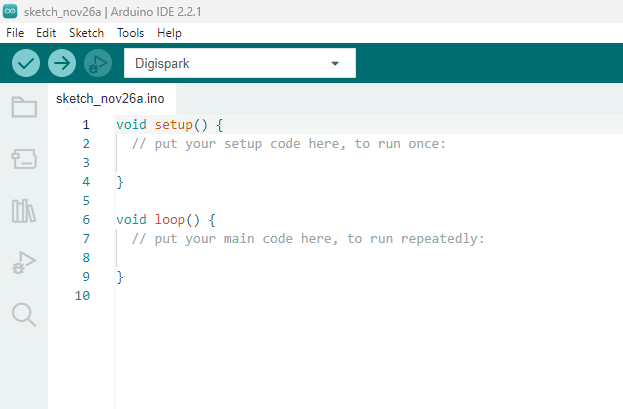 sketch_nov26a | Arduino IDE 2.2.1
File Edit Sketch Tools Help
Digispark
sketch_nov26a.ino
1 void setup() {
2 // put your setup code here, to run once:
3
4 }
5
6 void loop() {
7 // put your main code here, to run repeatedly:
8
9 }
10